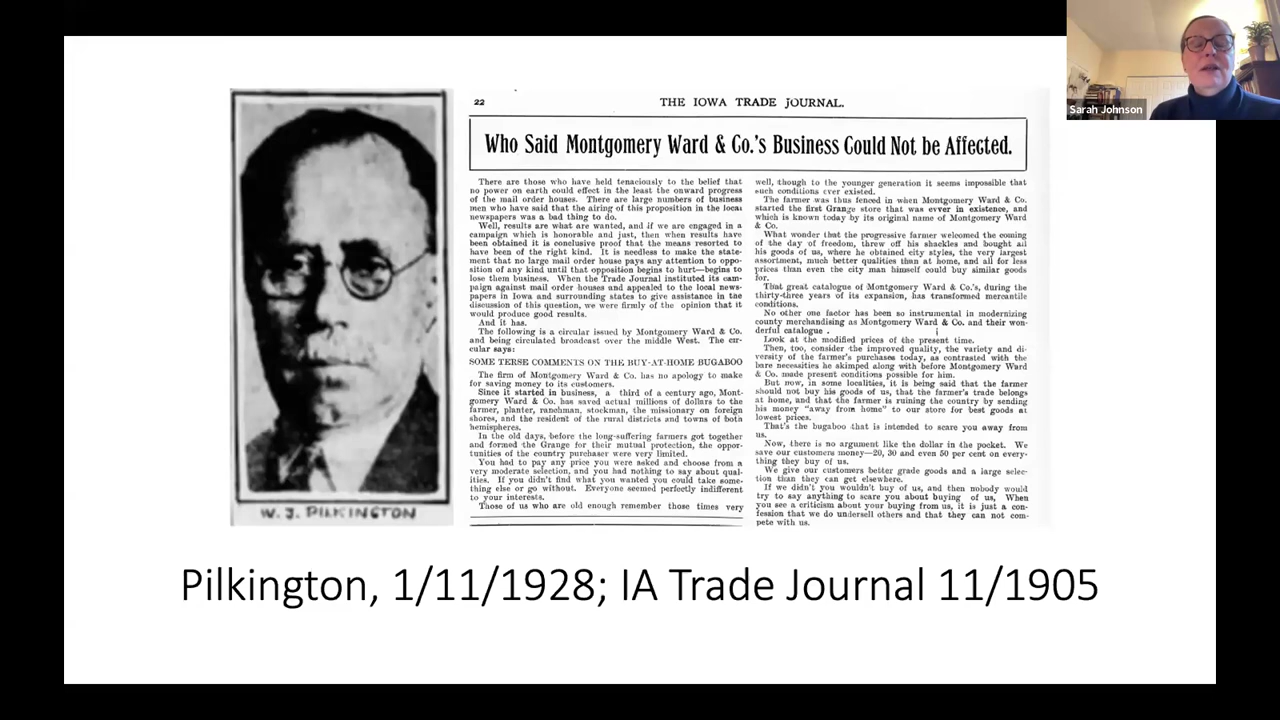 Sarah Johnson
22
THE IOWA TRADE JOURNAL.
Who Said Montgomery Ward & Co.'s Business Could Not be Affected.
There are those who have held tenaciously to the belief that
no power on earth could effect in the least the onward progress
of the mail order houses. There are large numbers of business
men who have said that the airing of this proposition in the local
newspapers was a bad thing to do.
Well, results are what are wanted, and if we are engaged in a
campaign which is honorable and just, then when results have
been obtained it is conclusive proof that the means resorted to
have been of the right kind. It is needless to make the state-
ment that no large mail order house pays any attention to oppo-
sition of any kind until that opposition begins to hurt—begins to
lose them business. When the Trade Journal instituted its cam-
paign against mail order houses and appealed to the local news-
papers in Iowa and surrounding states to give assistance in the
discussion of this question, we were firmly of the opinion that it
would produce good results.
And it has.
The following is a circular issued by Montgomery Ward & Co.
and being circulated broadcast over the middle West. The cir-
cular says:
SOME TERSE COMMENTS ON THE BUY-AT-HOME BUGABOO
The firm of Montgomery Ward & Co. has no apology to make
for saving money to its customers.
Since it started in business, a third of a century ago, Mont-
gomery Ward & Co. has saved actual millions of dollars to the
farmer, planter, ranchman, stockman, the missionary on foreign
shores, and the resident of the rural districts and towns of both
hemispheres.
In the old days, before the long-suffering farmers got together
and formed the Grange for their mutual protection, the oppor-
tunities of the country purchaser were very limited.
You had to pay any price you were asked and choose from a
very moderate selection, and you had nothing to say about qual-
ities. If you didn't find what you wanted you could take some-
thing else or go without. Everyone seemed perfectly indifferent
to your interests.
Those of us who are old enough remember those times very
well, though to the younger generation it seems impossible that
such conditions ever existed.
The farmer was thus fenced in when Montgomery Ward & Co.
started the first Grange store that was evver in existence, and
which is known today by its original name of Montgomery Ward
& Co.
What wonder that the progressive farmer welcomed the coming
of the day of freedom, threw off his shackles and bought all
his goods of us, where he obtained city styles, the very largest
assortment, much better qualities than at home, and all for less
prices than even the city man himself could buy similar goods
for.
That great catalogue of Montgomery Ward & Co.'s, during the
thirty-three years of its expansion, has transformed mercantile
conditions.
No other one factor has been so instrumental in modernizing
county merchandising as Montgomery Ward & Co. and their won-
derful catalogue .
Look at the modified prices of the present time.
Then, too, consider the improved quality, the variety and di-
versity of the farmer's purchases today, as contrasted with the
bare necessities he skimped along with before Montgomery Ward
& Co. made present conditions possible for him.
But now, in some localities, it is being said that the farmer
should not buy his goods of us, that the farmer's trade belongs
at home, and that the farmer is ruining the country by sending
his money "away from home" to our store for best goods at
lowest prices.
That's the bugaboo that is intended to scare you away from
us.
Now, there is no argument like the dollar in the pocket. We
save our customers money—20, 30 and even 50 per cent on every-
thing they buy of us.
We give our customers better grade goods and a large selec-
tion than they can get elsewhere.
If we didn't you wouldn't buy of us, and then nobody would
try to say anything to scare you about buying of us, When
you see a criticism about your buying from us, it is just a con-
fession that we do undersell others and that they can not com-
pete with us.
W. J. PILKINGTON
Pilkington, 1/11/1928; IA Trade Journal 11/1905